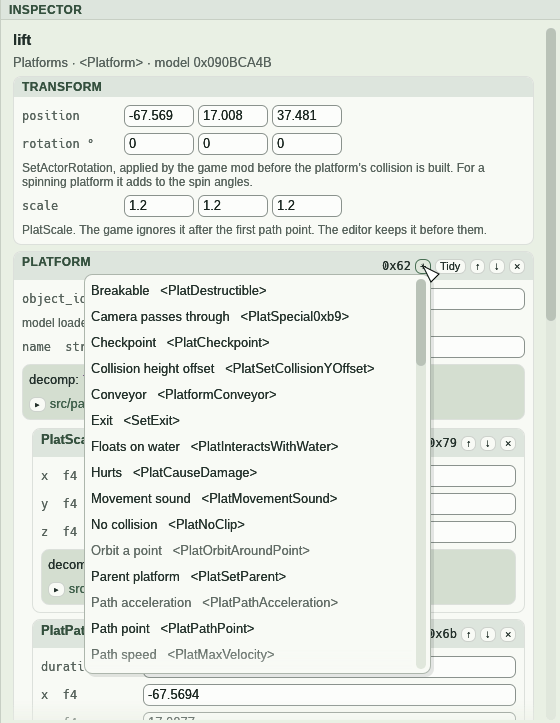 INSPECTOR
lift
Platforms · <Platform> · model 0x090BCA4B
TRANSFORM
position -67.569 17.008 37.481
rotation ° 0 0 0
SetActorRotation, applied by the game mod before the platform's collision is built. For a
spinning platform it adds to the spin angles.
scale 1.2 1.2 1.2
PlatScale. The game ignores it after the first path point. The editor keeps it before them.
PLATFORM 0x62 + Tidy ↑ ↓ ×
object_id
model loade
name str
decomp:
▸ src/pa
PlatSca 0x79 ↑ ↓ ×
x f4
y f4
z f4
decom
▸ src
PlatPat 0x6b ↑ ↓ ×
durati
x f4 -67.5694
Breakable <PlatDestructible>
Camera passes through <PlatSpecial0xb9>
Checkpoint <PlatCheckpoint>
Collision height offset <PlatSetCollisionYOffset>
Conveyor <PlatformConveyor>
Exit <SetExit>
Floats on water <PlatInteractsWithWater>
Hurts <PlatCauseDamage>
Movement sound <PlatMovementSound>
No collision <PlatNoClip>
Orbit a point <PlatOrbitAroundPoint>
Parent platform <PlatSetParent>
Path acceleration <PlatPathAcceleration>
Path point <PlatPathPoint>
Path speed <PlatMaxVelocity>